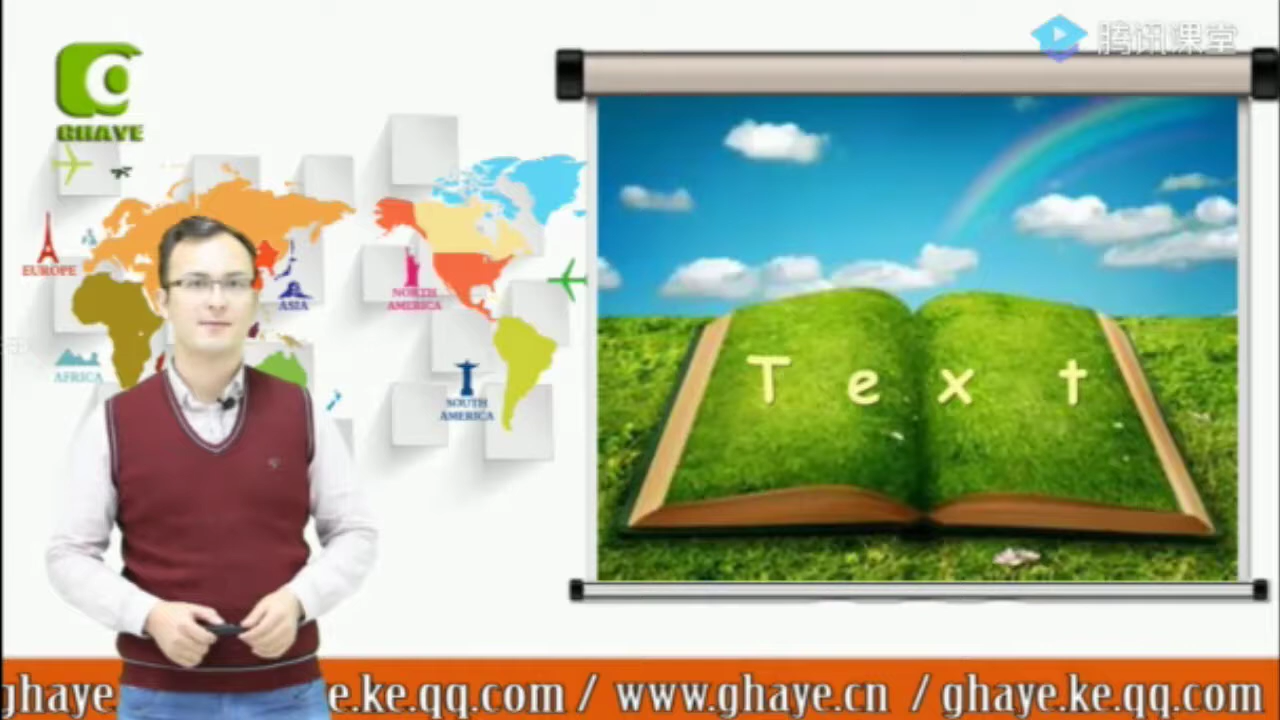 腾讯课堂
GHAYE
EUROPE
ASIA
NORTH
AMERICA
AFRICA
SOUTH
AMERICA
Text
ghaye. e.ke.qq.com / www.ghaye.cn / ghaye.ke.qq.com